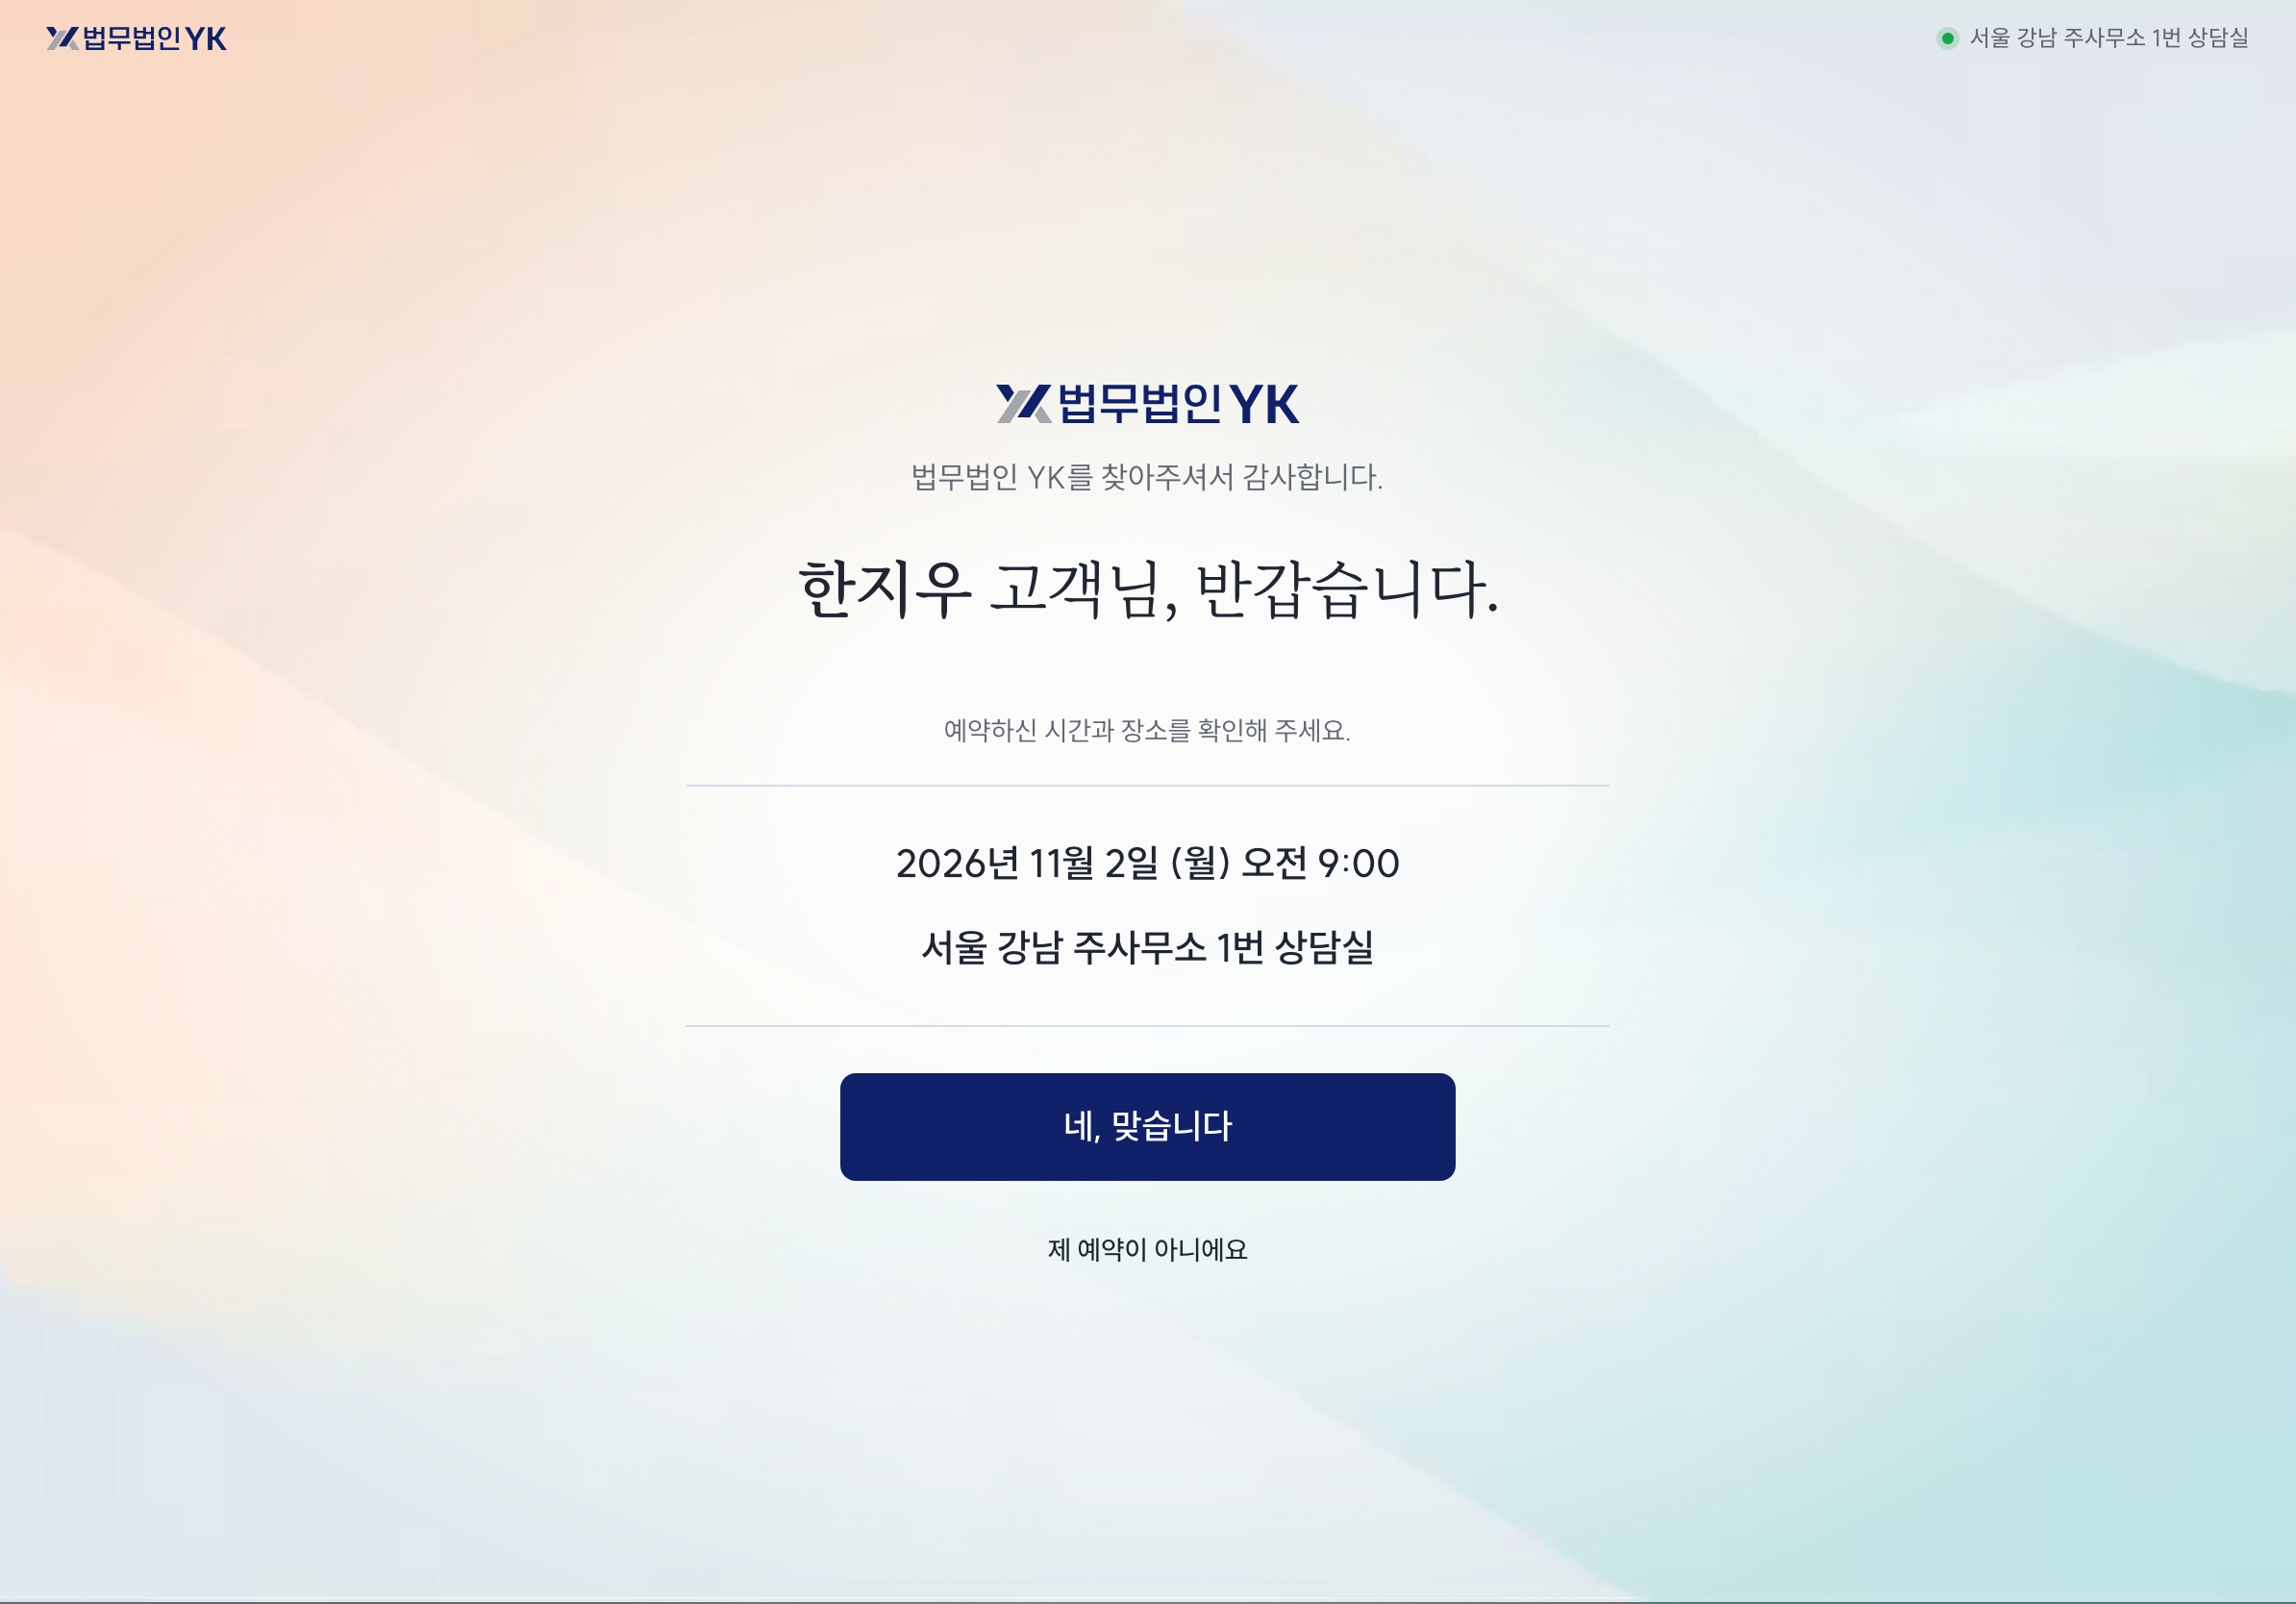 법무법인 YK
서울 강남 주사무소 1번 상담실
법무법인 YK
법무법인 YK를 찾아주셔서 감사합니다.
한지우 고객님, 반갑습니다.
예약하신 시간과 장소를 확인해 주세요.
2026년 11월 2일 (월) 오전 9:00
서울 강남 주사무소 1번 상담실
네, 맞습니다
제 예약이 아니에요